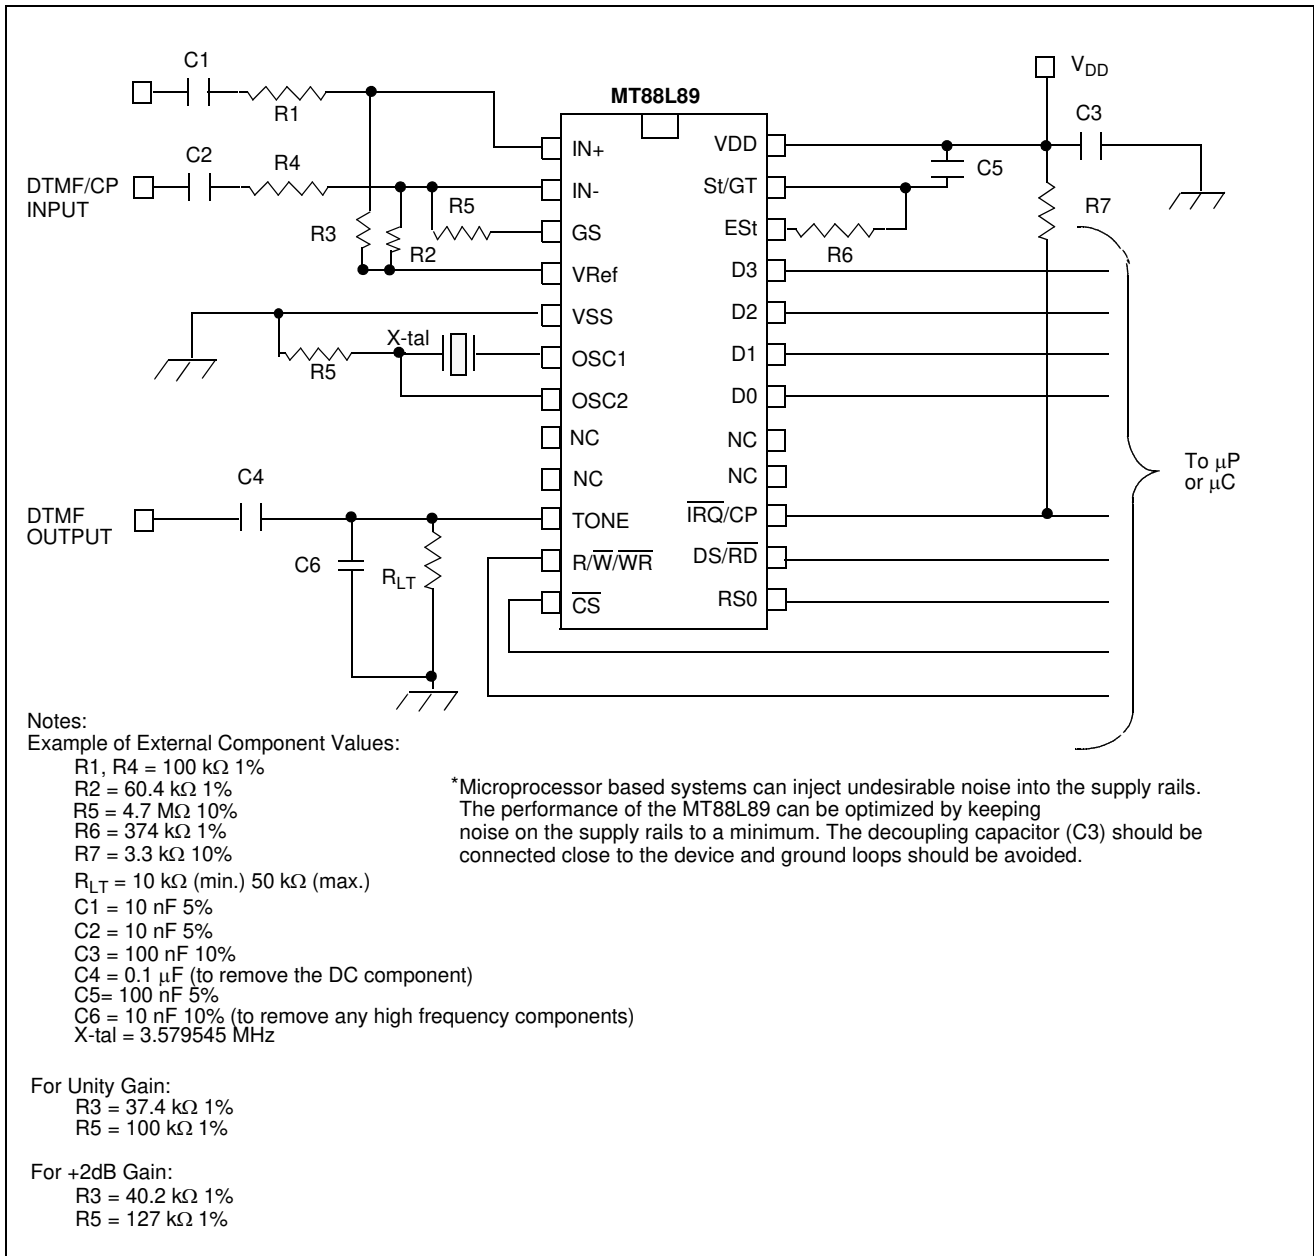 C1
R1
MT88L89
V_DD
C3
C2
R4
DTMF/CP
INPUT
IN+
VDD
C5
IN-
St/GT
R5
R7
R3
R2
GS
ESt
R6
VRef
D3
VSS
D2
X-tal
R5
OSC1
D1
OSC2
D0
NC
NC
C4
NC
NC
To μP
or μC
DTMF
OUTPUT
TONE
I̅R̅Q̅/CP
C6
R_LT
R/W̅/W̅R̅
DS/R̅D̅
C̅S̅
RS0
Notes:
Example of External Component Values:
R1, R4 = 100 kΩ 1%
R2 = 60.4 kΩ 1%
R5 = 4.7 MΩ 10%
R6 = 374 kΩ 1%
R7 = 3.3 kΩ 10%
R_LT = 10 kΩ (min.) 50 kΩ (max.)
C1 = 10 nF 5%
C2 = 10 nF 5%
C3 = 100 nF 10%
C4 = 0.1 μF (to remove the DC component)
C5= 100 nF 5%
C6 = 10 nF 10% (to remove any high frequency components)
X-tal = 3.579545 MHz
*Microprocessor based systems can inject undesirable noise into the supply rails.
The performance of the MT88L89 can be optimized by keeping
noise on the supply rails to a minimum. The decoupling capacitor (C3) should be
connected close to the device and ground loops should be avoided.
For Unity Gain:
R3 = 37.4 kΩ 1%
R5 = 100 kΩ 1%
For +2dB Gain:
R3 = 40.2 kΩ 1%
R5 = 127 kΩ 1%